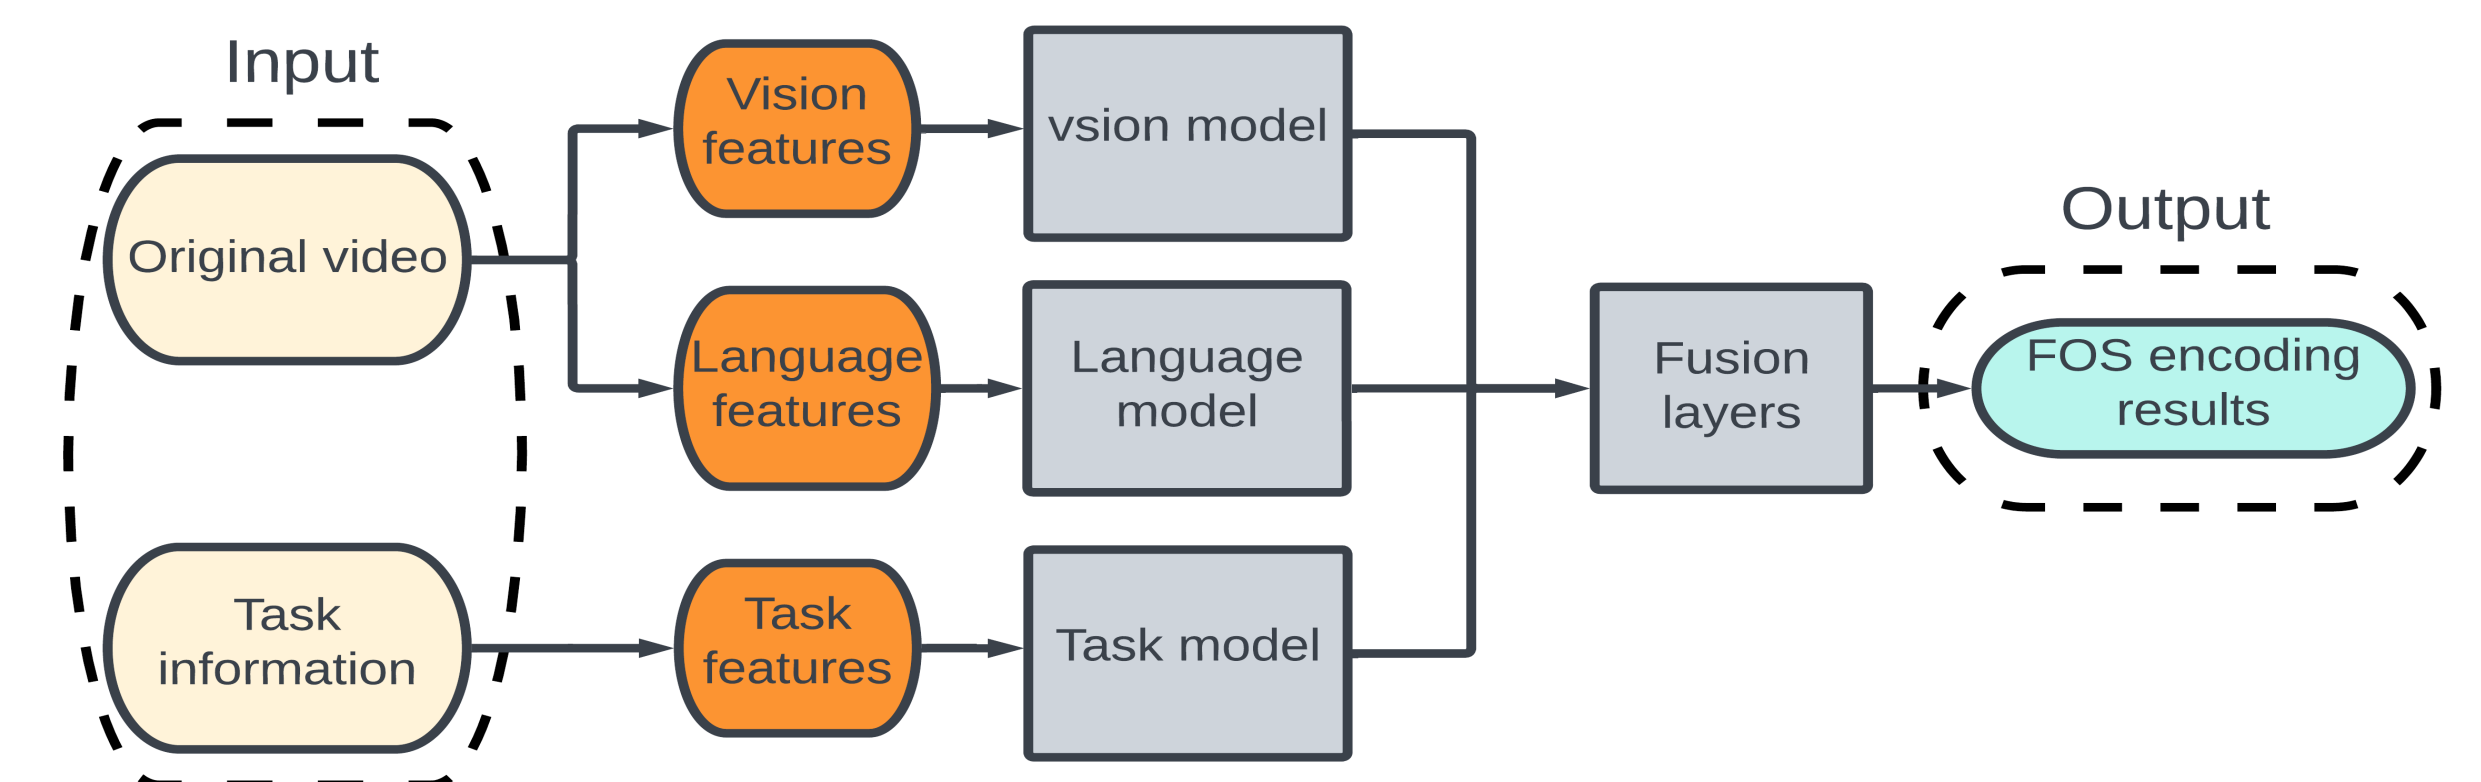 Input
Original video
Task
information
Vision
features
Language
features
Task
features
vsion model
Language
model
Task model
Fusion
layers
Output
FOS encoding
results